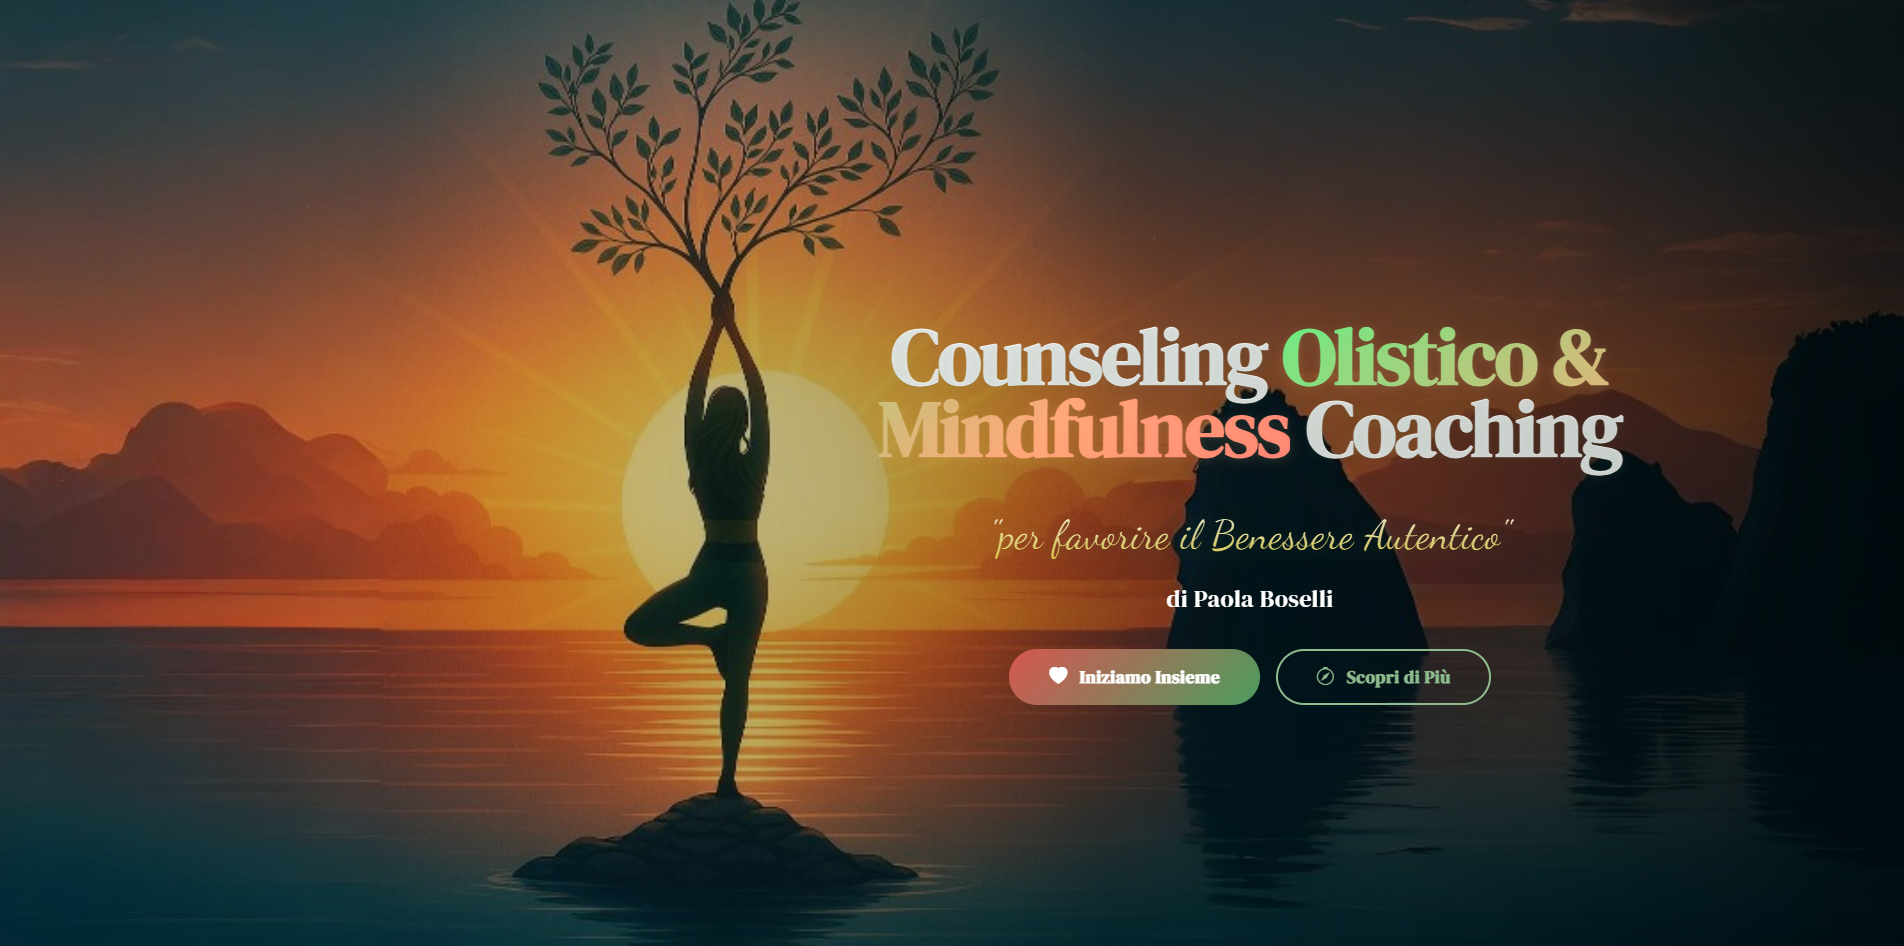 Counseling Olistico &
Mindfulness Coaching
"per favorire il Benessere Autentico"
di Paola Boselli
Iniziamo Insieme
Scopri di Più